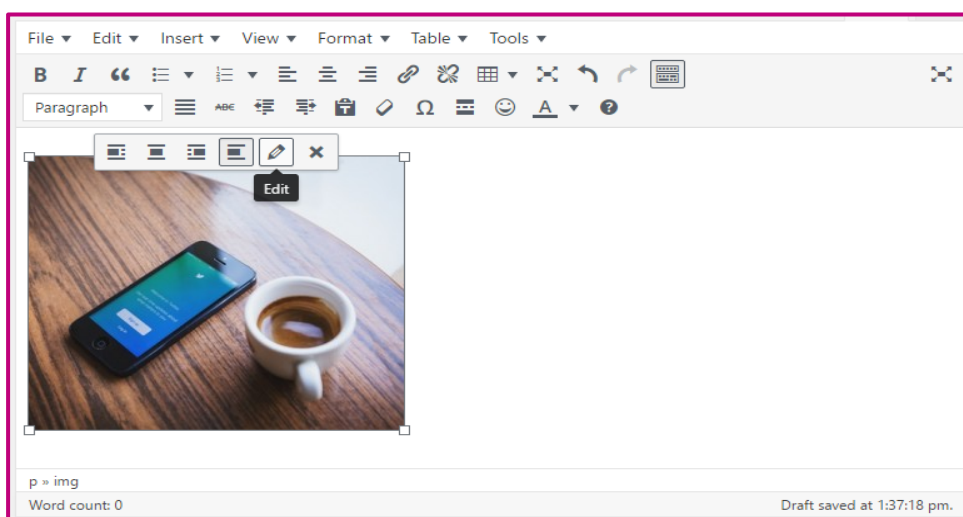 File Edit Insert View Format Table Tools
B I
Paragraph ABC Ω A
Edit
p » img
Word count: 0 Draft saved at 1:37:18 pm.